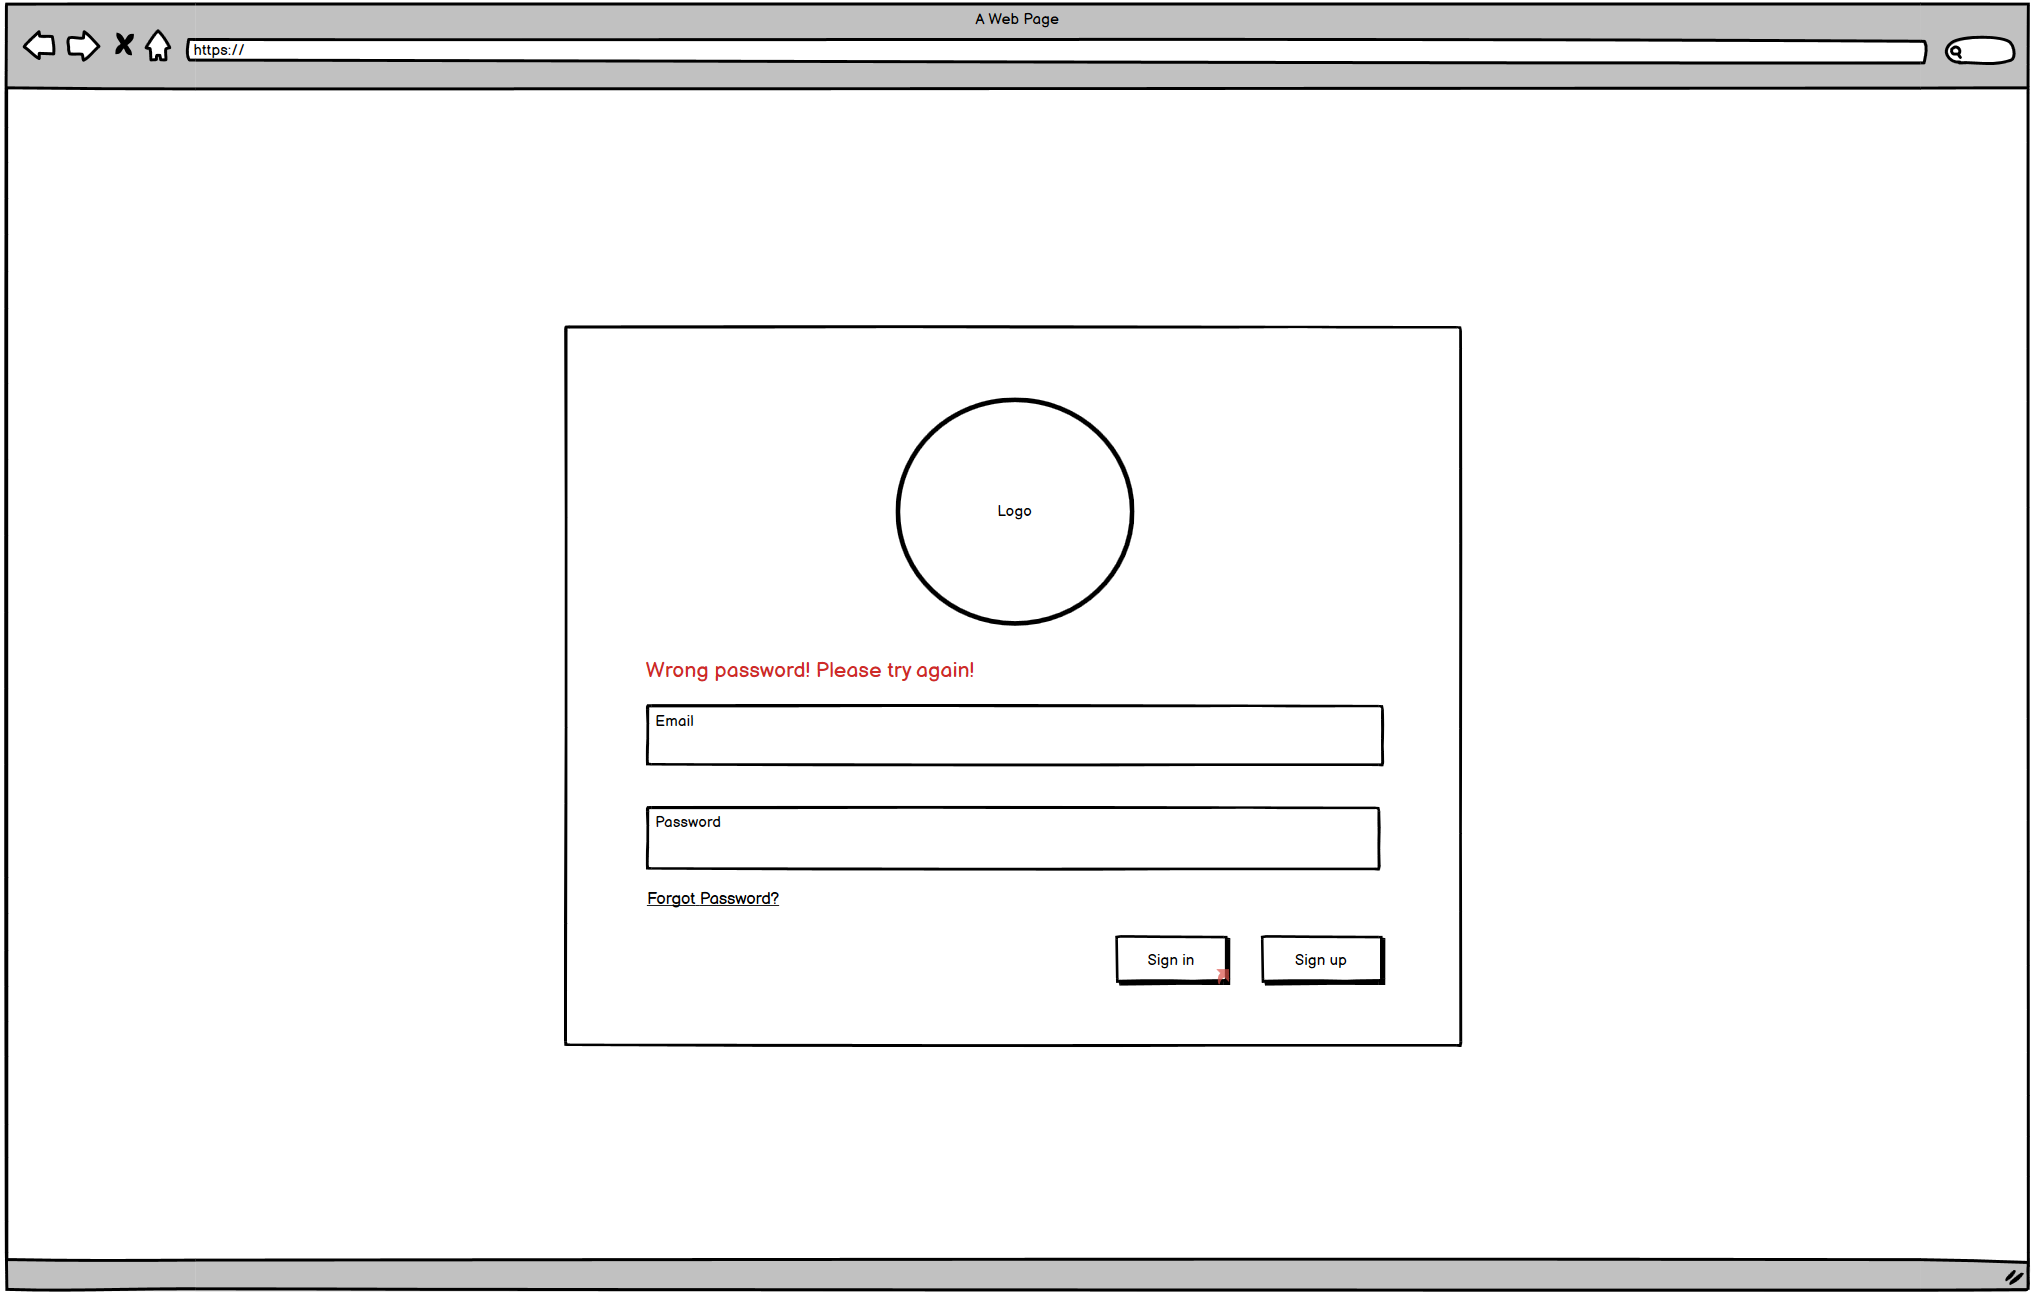 A Web Page
https://
Logo
Wrong password! Please try again!
Email
Password
Forgot Password?
Sign in
Sign up